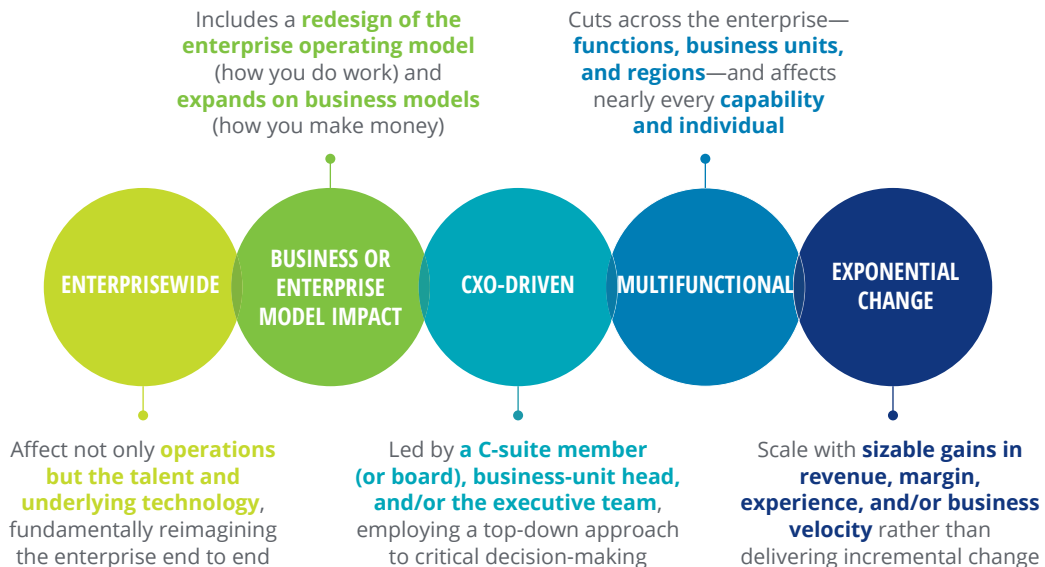 Includes a redesign of the
enterprise operating model
(how you do work) and
expands on business models
(how you make money)
Cuts across the enterprise—
functions, business units,
and regions—and affects
nearly every capability
and individual
ENTERPRISEWIDE
BUSINESS OR
ENTERPRISE
MODEL IMPACT
CXO-DRIVEN
MULTIFUNCTIONAL
EXPONENTIAL
CHANGE
Affect not only operations
but the talent and
underlying technology,
fundamentally reimagining
the enterprise end to end
Led by a C-suite member
(or board), business-unit head,
and/or the executive team,
employing a top-down approach
to critical decision-making
Scale with sizable gains in
revenue, margin,
experience, and/or business
velocity rather than
delivering incremental change